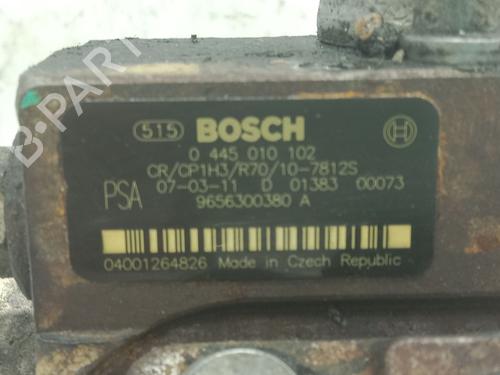 515 BOSCH
0 445 010 102
CR/CP1H3/R70/10-7812S
PSA 07-03-11 D 01383 00073
9656300380 A
04001264826 Made in Czech Republic
B-PARTS